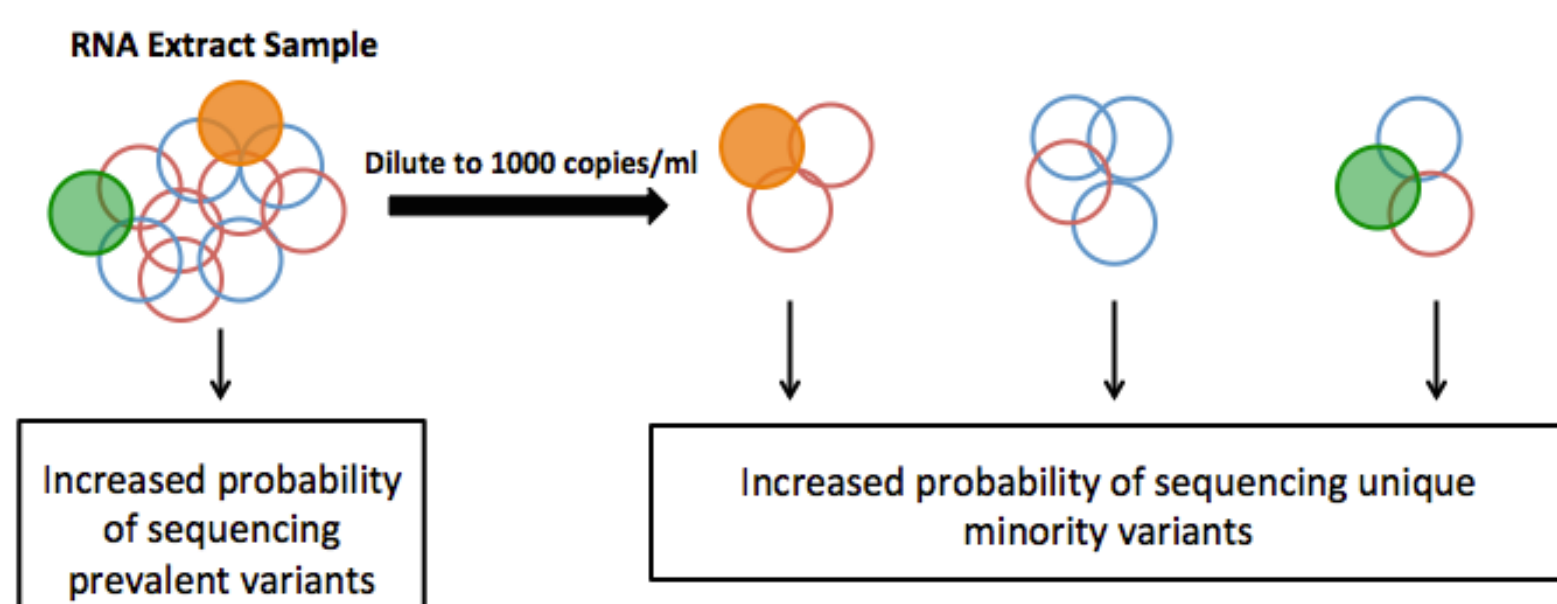 RNA Extract Sample
Dilute to 1000 copies/ml
Increased probability
of sequencing
prevalent variants
Increased probability of sequencing unique
minority variants